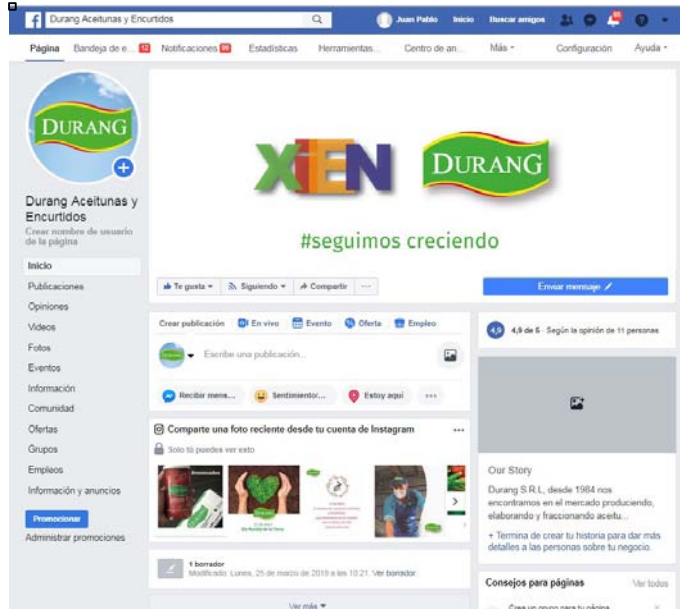 Durang Aceitunas y Encurtidos
Juan Pablo Inicio Buscar amigos
Página Bandeja de e... 12 Notificaciones 99 Estadísticas Herramientas... Centro de an... Más Configuración Ayuda
DURANG
XiEN DURANG
#seguimos creciendo
Durang Aceitunas y
Encurtidos
Crear nombre de usuario
de la página
Inicio
Publicaciones
Opiniones
Videos
Fotos
Eventos
Información
Comunidad
Ofertas
Grupos
Empleos
Información y anuncios
Promocionar
Administrar promociones
Te gusta Siguiendo Compartir ... Enviar mensaje
Crear publicación En vivo Evento Oferta Empleo
Escribe una publicación...
Recibir mens... Sentimiento/... Estoy aquí ...
Comparte una foto reciente desde tu cuenta de Instagram ...
Solo tú puedes ver esto
1 borrador
Modificado: Lunes, 25 de marzo de 2019 a las 10:21. Ver borrador.
Ver más
4,9 4,9 de 5 · Según la opinión de 11 personas
Our Story
Durang S.R.L, desde 1984 nos
encontramos en el mercado produciendo,
elaborando y fraccionando aceitu...
+ Termina de crear tu historia para dar más
detalles a las personas sobre tu negocio.
Consejos para páginas Ver todos
Crea un grupo para tu página